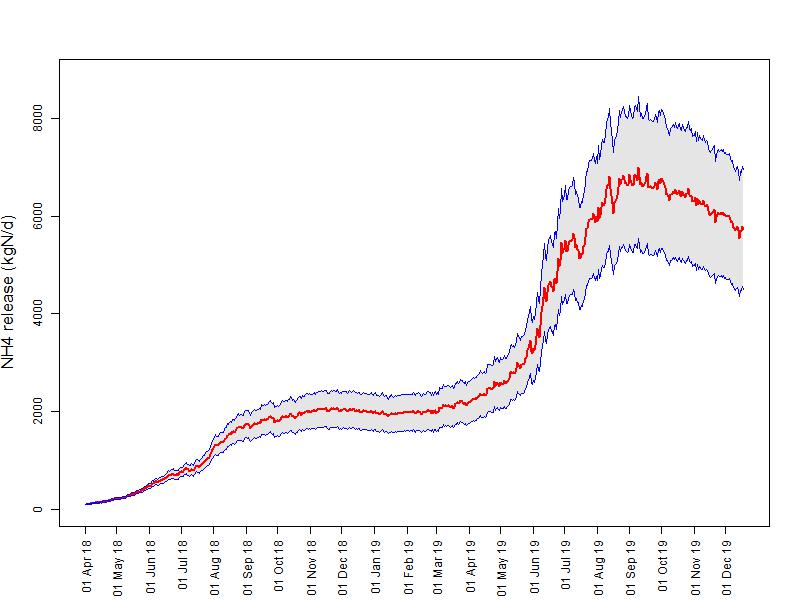 NH4 release (kgN/d)
8000
6000
4000
2000
0
01 Apr 18
01 May 18
01 Jun 18
01 Jul 18
01 Aug 18
01 Sep 18
01 Oct 18
01 Nov 18
01 Dec 18
01 Jan 19
01 Feb 19
01 Mar 19
01 Apr 19
01 May 19
01 Jun 19
01 Jul 19
01 Aug 19
01 Sep 19
01 Oct 19
01 Nov 19
01 Dec 19